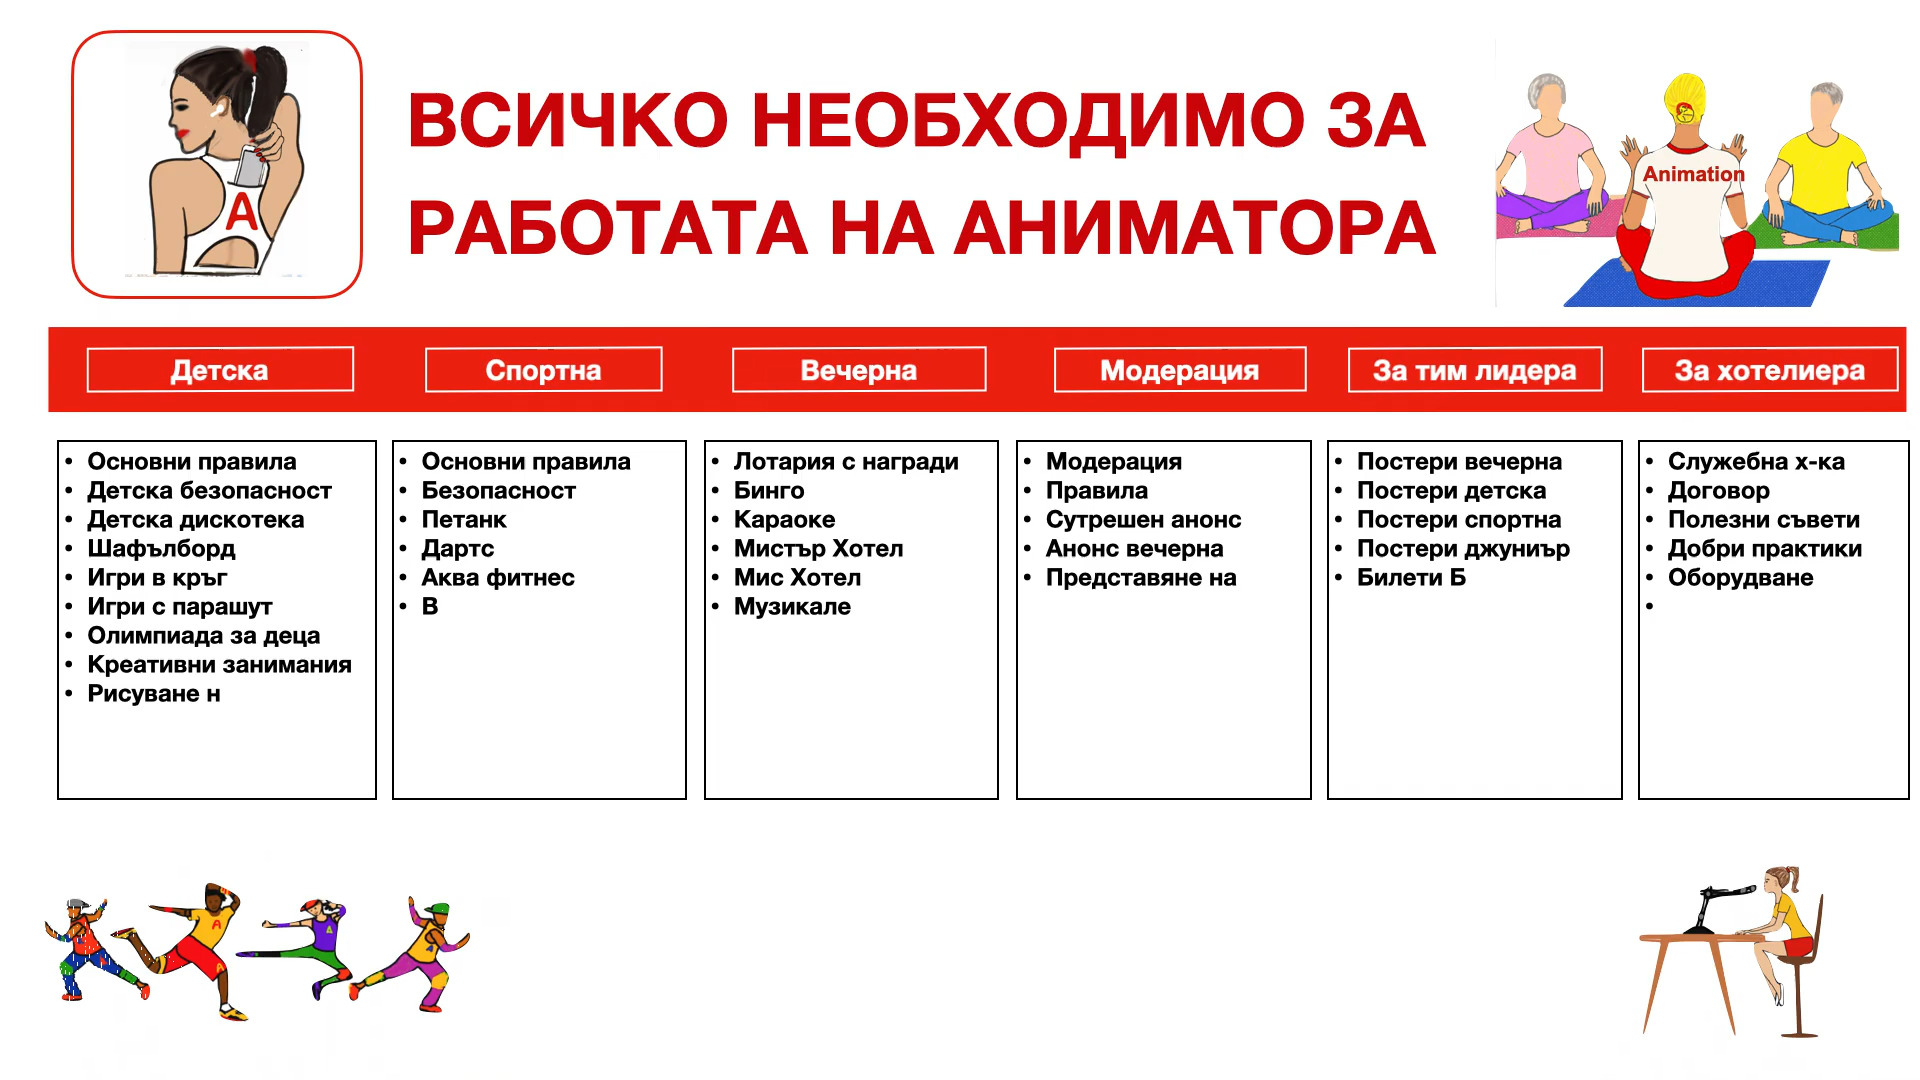 A
ВСИЧКО НЕОБХОДИМО ЗА
РАБОТАТА НА АНИМАТОРА
Animation
Детска
Спортна
Вечерна
Модерация
За тим лидера
За хотелиера
• Основни правила
• Детска безопасност
• Детска дискотека
• Шафълборд
• Игри в кръг
• Игри с парашут
• Олимпиада за деца
• Креативни занимания
• Рисуване н
• Основни правила
• Безопасност
• Петанк
• Дартс
• Аква фитнес
• В
• Лотария с награди
• Бинго
• Караоке
• Мистър Хотел
• Мис Хотел
• Музикале
• Модерация
• Правила
• Сутрешен анонс
• Анонс вечерна
• Представяне на
• Постери вечерна
• Постери детска
• Постери спортна
• Постери джуниър
• Билети Б
• Служебна х-ка
• Договор
• Полезни съвети
• Добри практики
• Оборудване
•
A
A
A
A